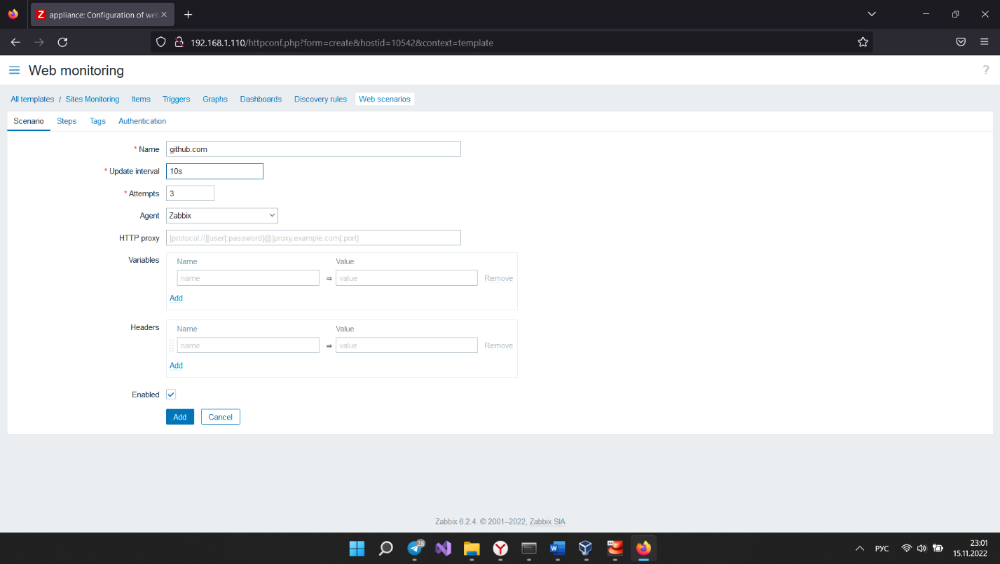 appliance: Configuration of we
192.168.1.110/httpconf.php?form=create&hostid=10542&context=template
Web monitoring
?
All templates / Sites Monitoring Items Triggers Graphs Dashboards Discovery rules Web scenarios
Scenario Steps Tags Authentication
* Name github.com
* Update interval 10s
* Attempts 3
Agent Zabbix
HTTP proxy [protocol://][user[:password]@]proxy.example.com[:port]
Variables Name Value
name ⇒ value Remove
Add
Headers Name Value
name ⇒ value Remove
Add
Enabled
Add Cancel
Zabbix 6.2.4. © 2001–2022, Zabbix SIA
28
РУС
23:01
15.11.2022